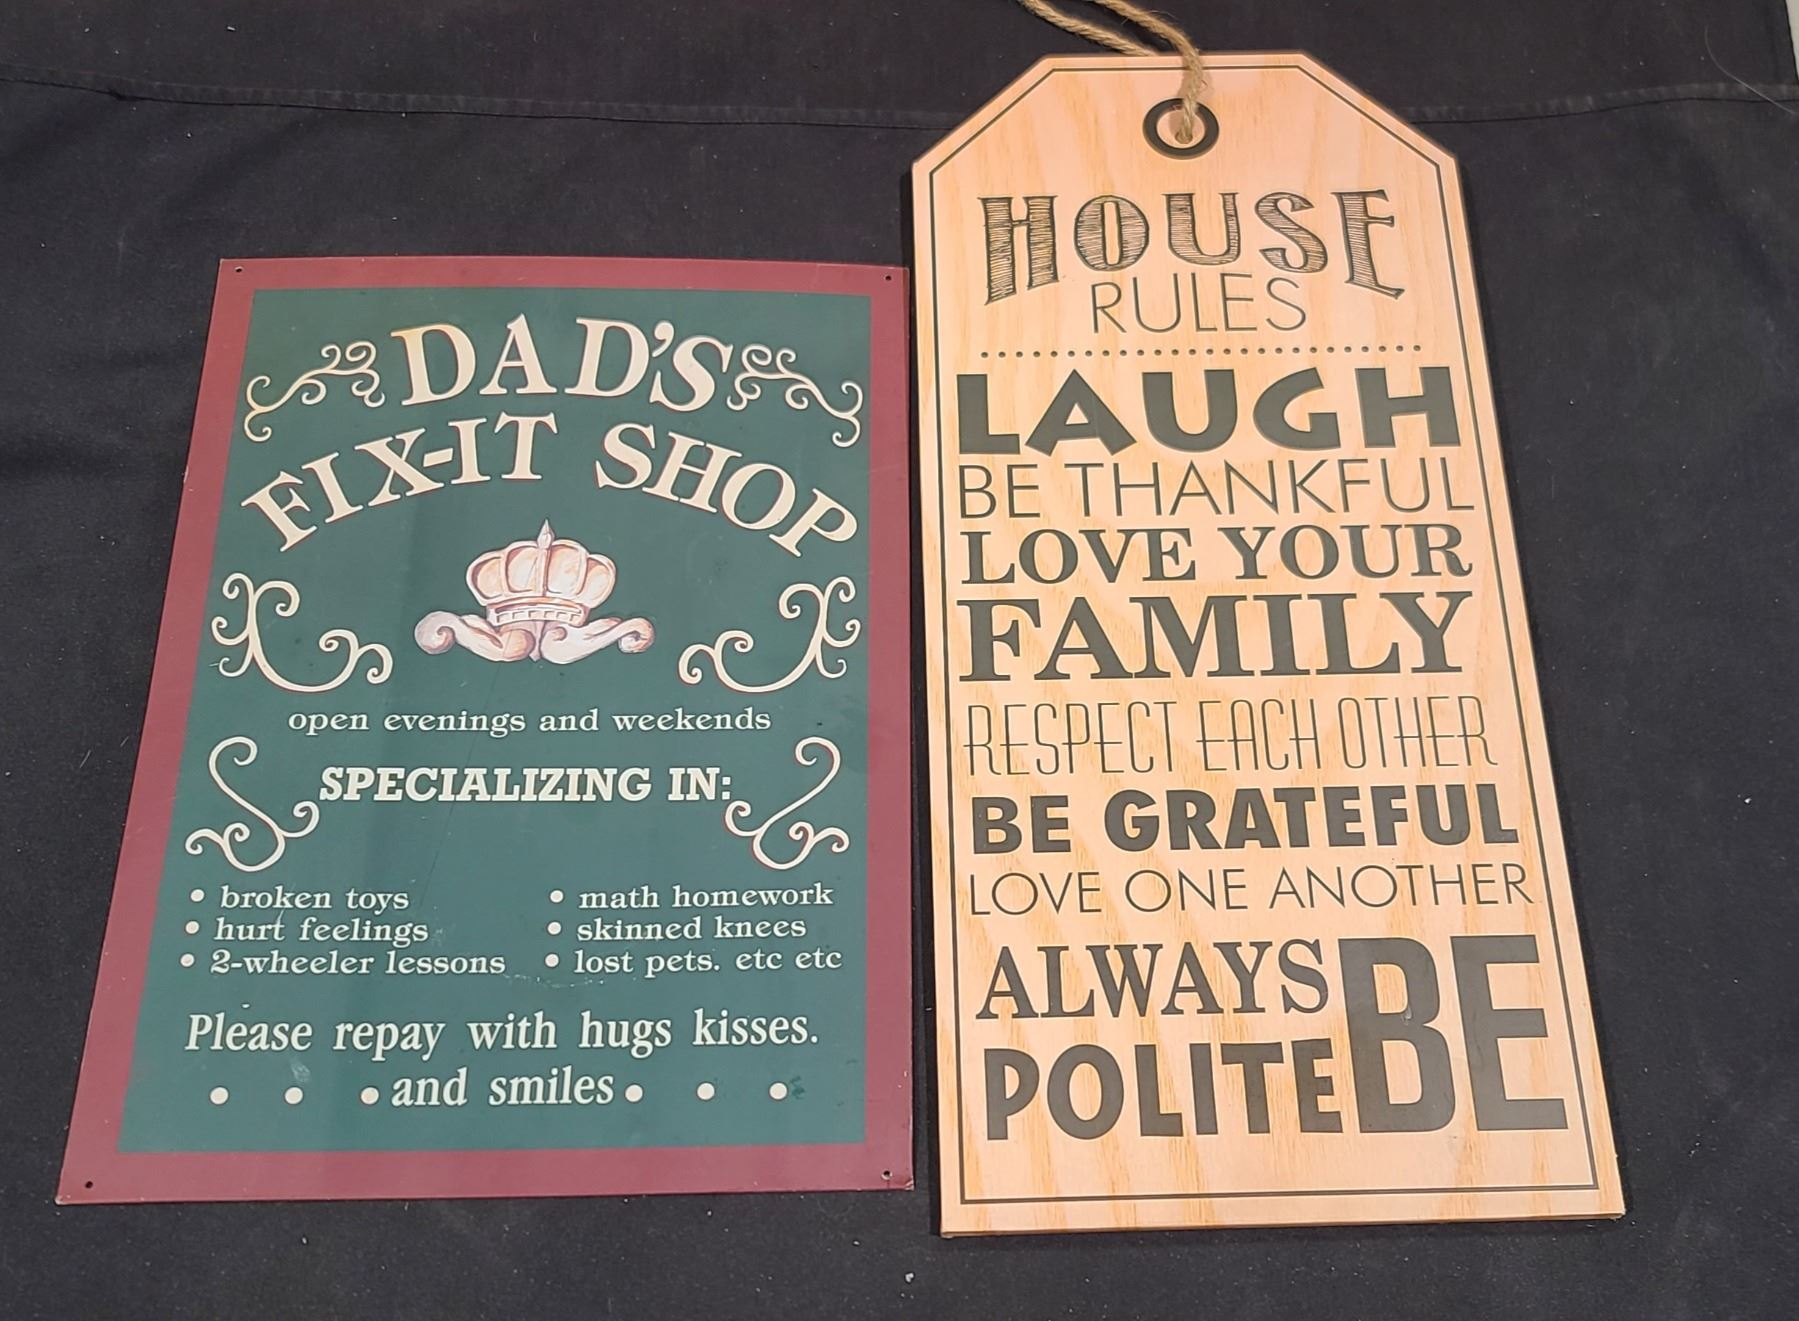 DAD'S
FIX-IT SHOP
open evenings and weekends
SPECIALIZING IN:
• broken toys
• hurt feelings
• 2-wheeler lessons
• math homework
• skinned knees
• lost pets. etc etc
Please repay with hugs kisses.
• • • and smiles • • •
HOUSE
RULES
LAUGH
BE THANKFUL
LOVE YOUR
FAMILY
RESPECT EACH OTHER
BE GRATEFUL
LOVE ONE ANOTHER
ALWAYS BE
POLITE